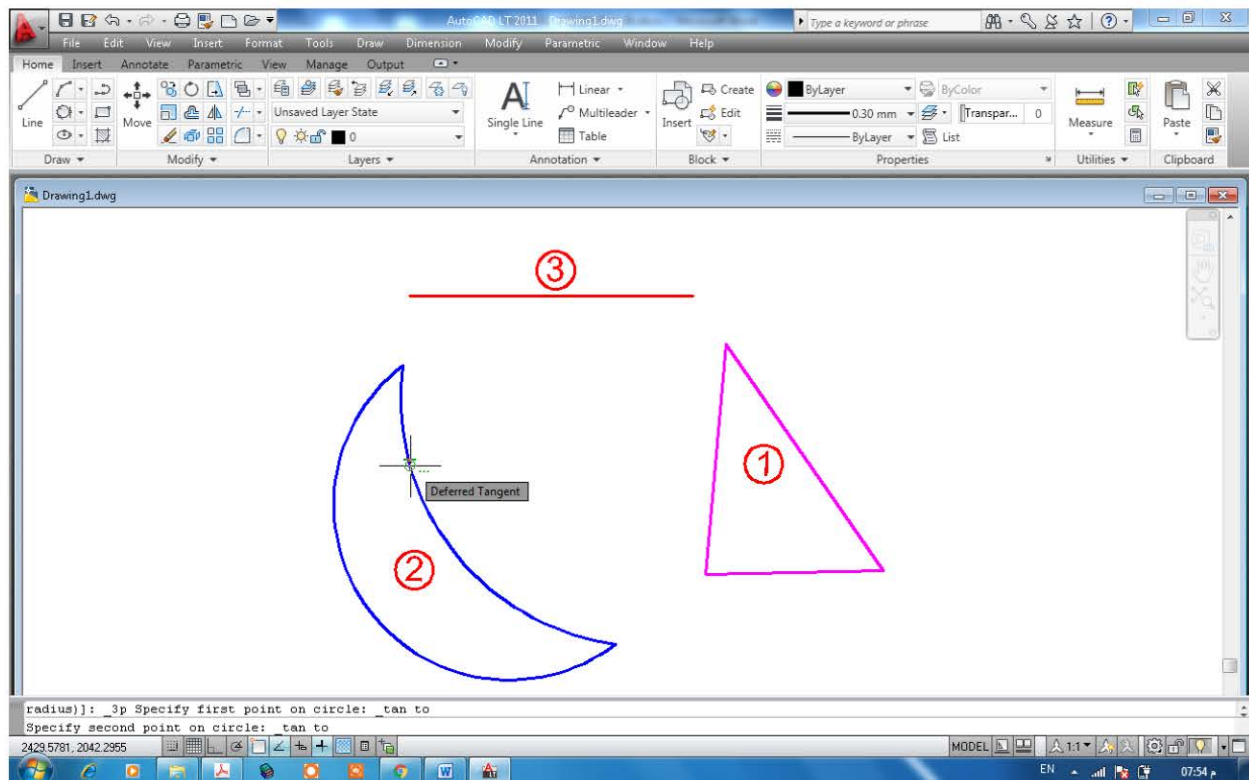 AutoCAD LT 2011 Drawing1.dwg
Type a keyword or phrase
File Edit View Insert Format Tools Draw Dimension Modify Parametric Window Help
Home Insert Annotate Parametric View Manage Output
Line
Move
Unsaved Layer State
0
Single Line
Linear
Multileader
Table
Insert
Create
Edit
ByLayer
0.30 mm
ByLayer
ByColor
Transpar... 0
List
Measure
Paste
Draw Modify Layers Annotation Block Properties Utilities Clipboard
Drawing1.dwg
3
1
Deferred Tangent
2
radius)]: _3p Specify first point on circle: _tan to
Specify second point on circle: _tan to
2429.5781, 2042.2955
MODEL
1:1
EN
07:54 م